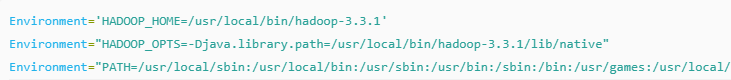 Environment='HADOOP_HOME=/usr/local/bin/hadoop-3.3.1'
Environment="HADOOP_OPTS=-Djava.library.path=/usr/local/bin/hadoop-3.3.1/lib/native"
Environment="PATH=/usr/local/sbin:/usr/local/bin:/usr/sbin:/usr/bin:/sbin:/bin:/usr/games:/usr/local/